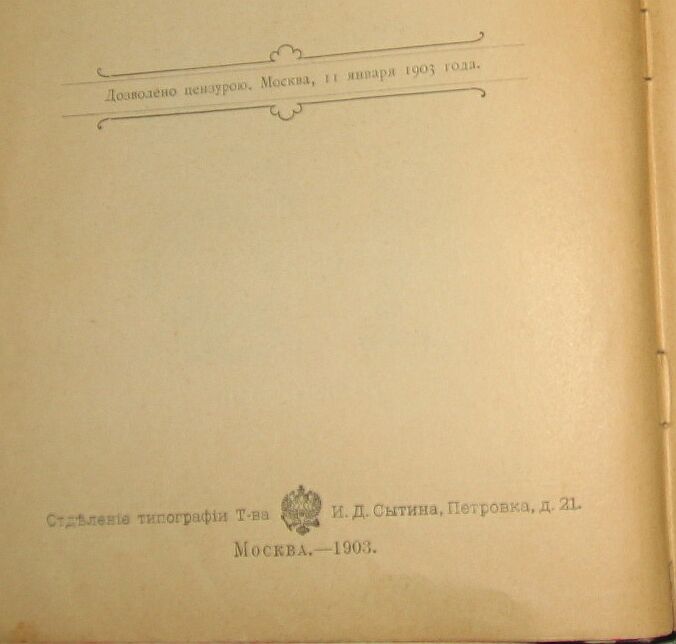 Дозволено цензурою. Москва, 11 января 1903 года.
Отдѣленіе типографіи Т-ва И. Д. Сытина, Петровка, д. 21.
Москва.—1903.